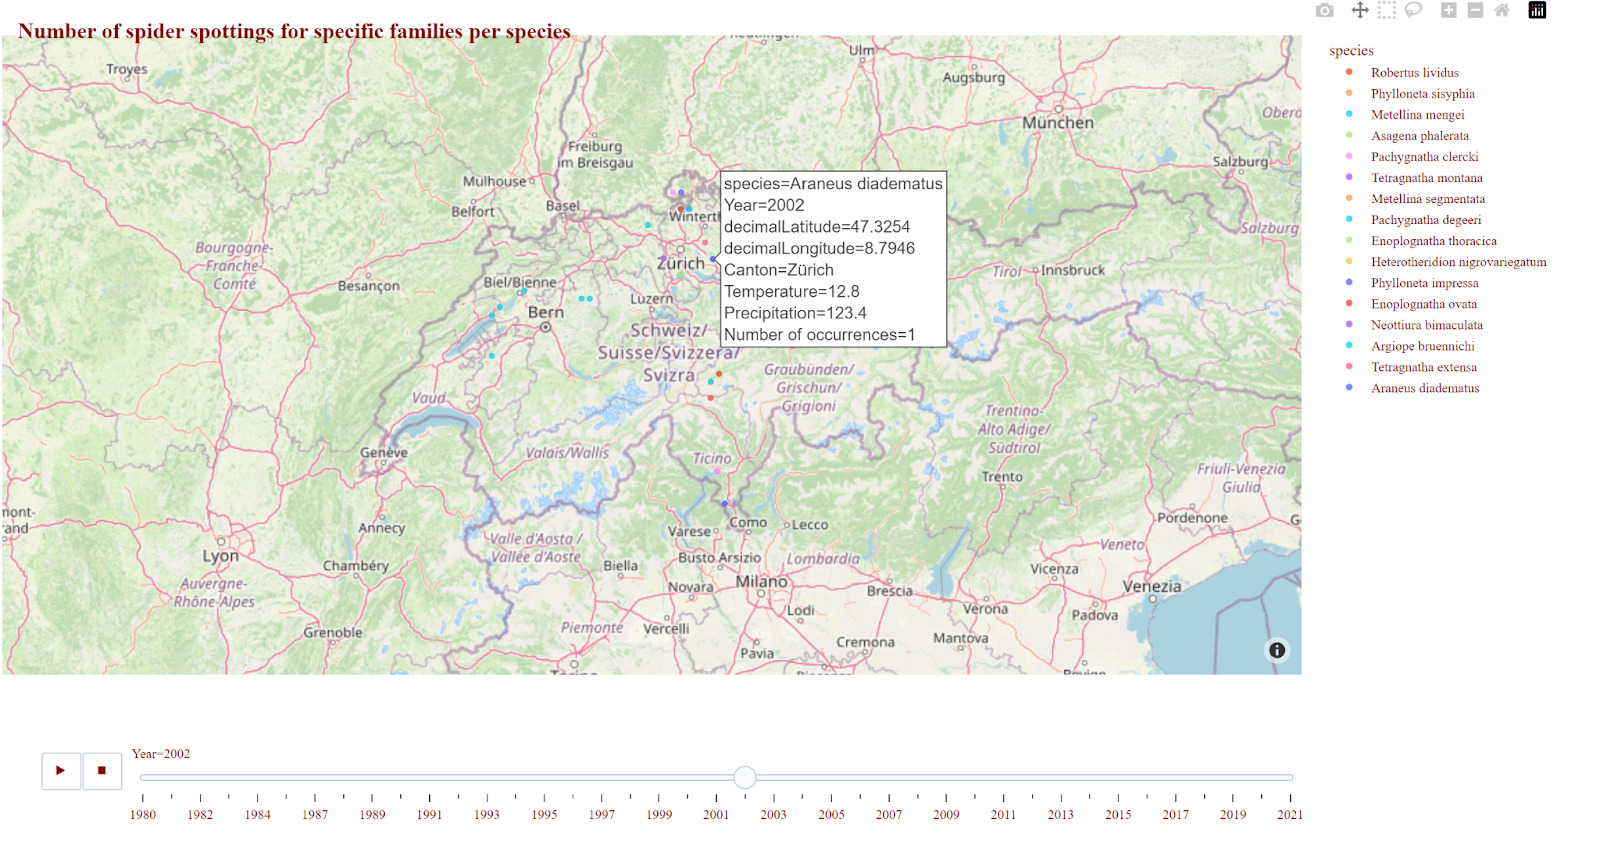 Number of spider spottings for specific families per species
Troyes
Ulm
Augsburg
München
Freiburg
im Breisgau
Salzburg
Mulhouse
Belfort
Basel
Salzburg
Bourgogne-
Franche-
Comté
Zürich
Besançon
Biel/Bienne
Luzern
Bern
Tirol
Innsbruck
Schweiz/
Suisse/Svizzera/
Svizra
Graubünden/
Grischun/
Grigioni
Vaud
Trentino-
Alto Adige/
Südtirol
Genève
Valais/Wallis
Ticino
Trento
Friuli-Venezia
Giulia
Annecy
Varese
Como
Lecco
Pordenone
Lyon
Valle d'Aosta /
Vallée d'Aoste
Chambéry
Biella
Busto Arsizio
Lombardia
Veneto
Auvergne-
Rhône-Alpes
Novara
Milano
Brescia
Vicenza
Venezia
Lodi
Verona
Padova
Grenoble
Piemonte
Vercelli
Pavia
Cremona
Mantova
species=Araneus diadematus
Year=2002
decimalLatitude=47.3254
decimalLongitude=8.7946
Canton=Zürich
Temperature=12.8
Precipitation=123.4
Number of occurrences=1
species
Robertus lividus
Phylloneta sisyphia
Metellina mengei
Asagena phalerata
Pachygnatha clercki
Tetragnatha montana
Metellina segmentata
Pachygnatha degeeri
Enoplognatha thoracica
Heterotheridion nigrovariegatum
Phylloneta impressa
Enoplognatha ovata
Neottiura bimaculata
Argiope bruennichi
Tetragnatha extensa
Araneus diadematus
Year=2002
1980 1982 1984 1987 1989 1991 1993 1995 1997 1999 2001 2003 2005 2007 2009 2011 2013 2015 2017 2019 2021